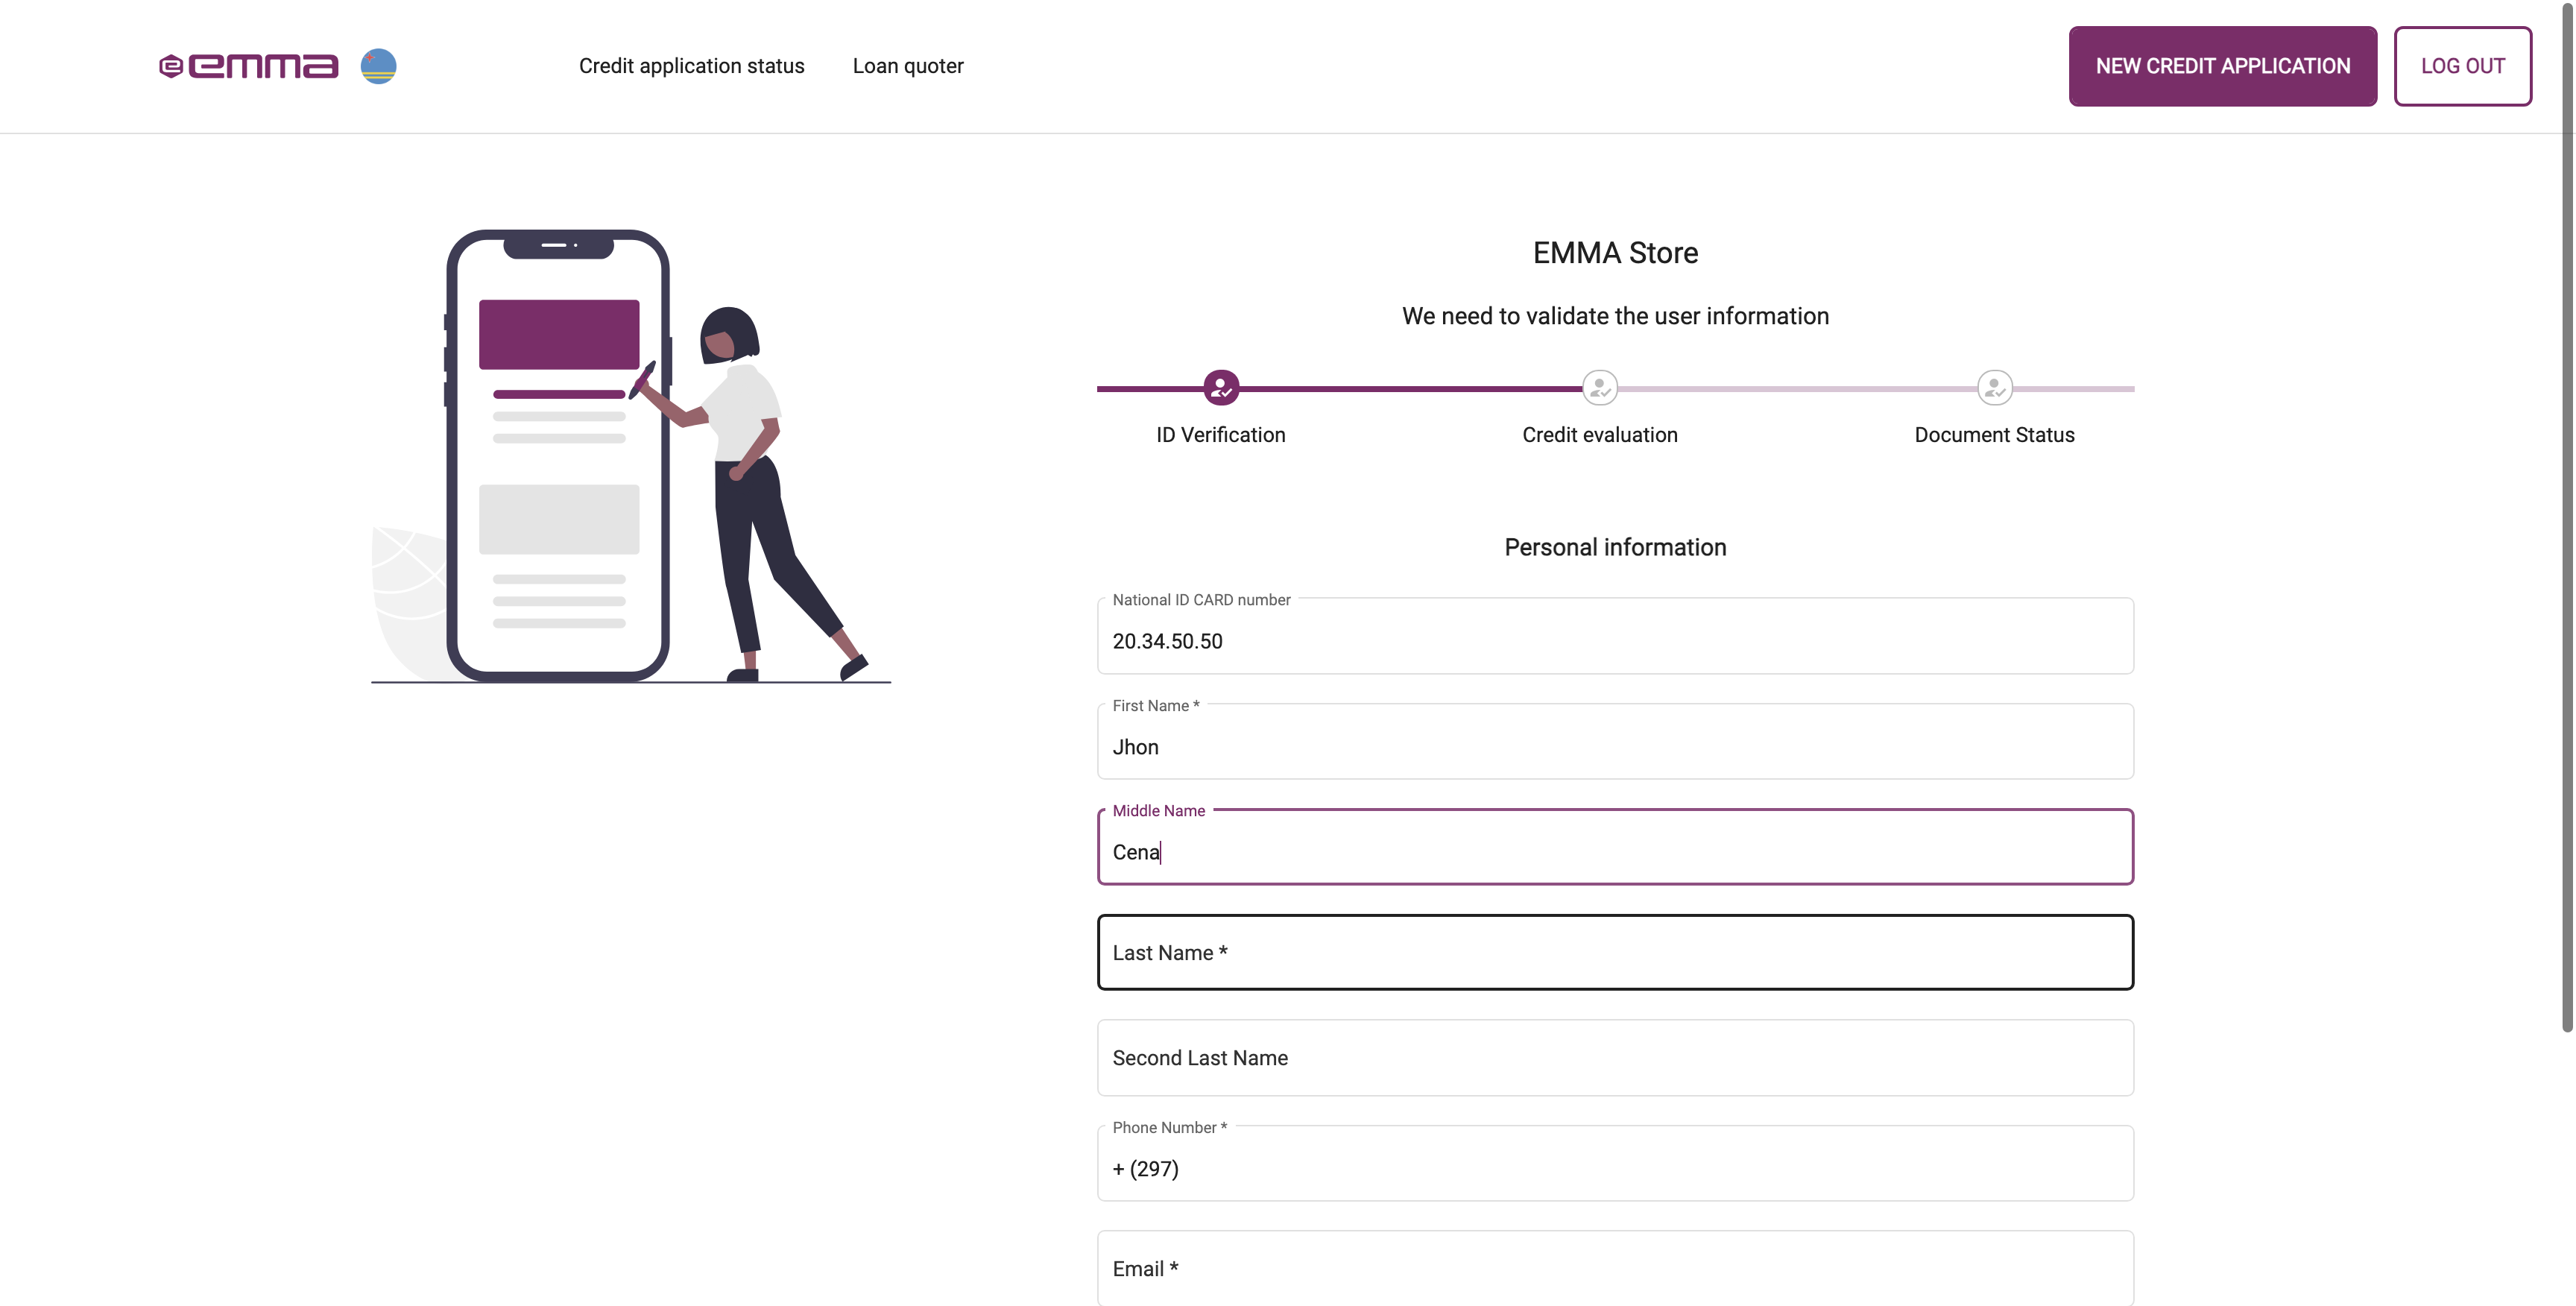 emma
Credit application status
Loan quoter
NEW CREDIT APPLICATION
LOG OUT
EMMA Store
We need to validate the user information
ID Verification
Credit evaluation
Document Status
Personal information
National ID CARD number
20.34.50.50
First Name *
Jhon
Middle Name
Cena
Last Name *
Second Last Name
Phone Number *
+ (297)
Email *